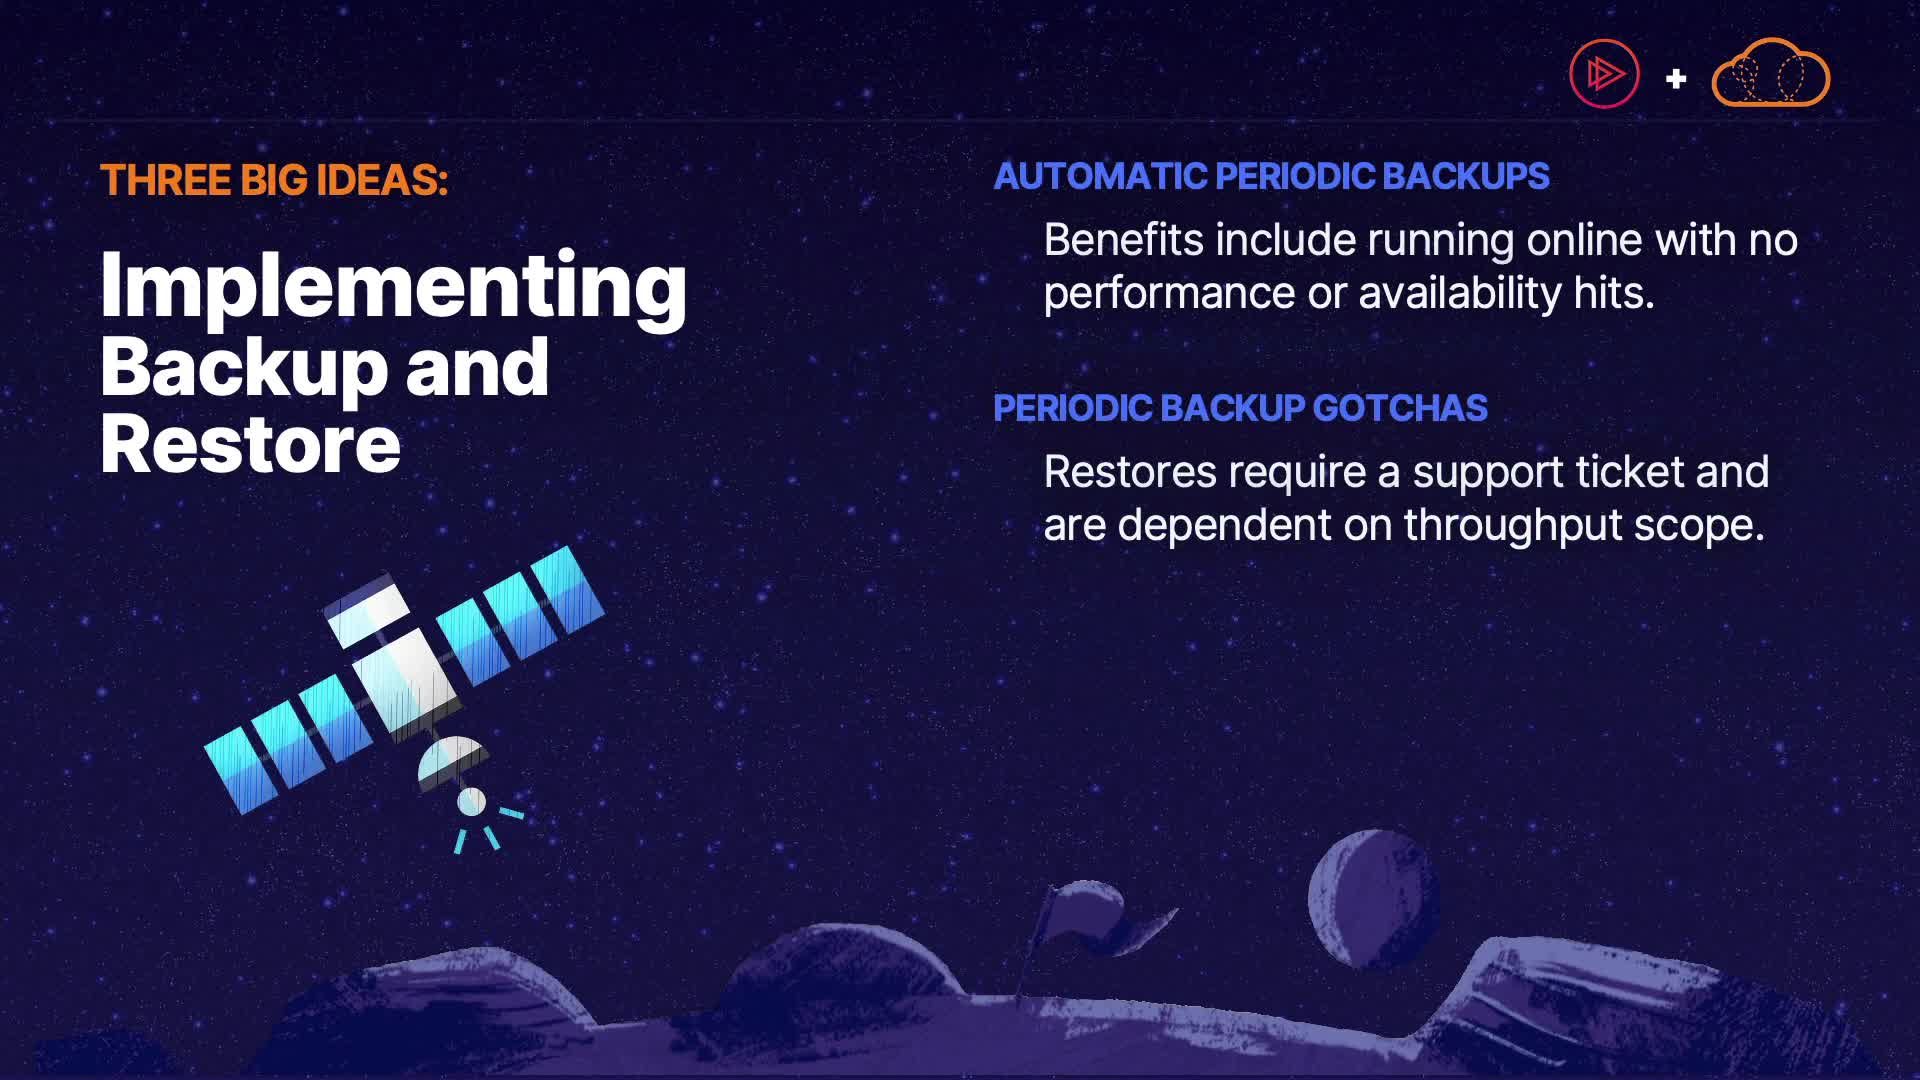 THREE BIG IDEAS:
Implementing
Backup and
Restore
AUTOMATIC PERIODIC BACKUPS
Benefits include running online with no
performance or availability hits.
PERIODIC BACKUP GOTCHAS
Restores require a support ticket and
are dependent on throughput scope.